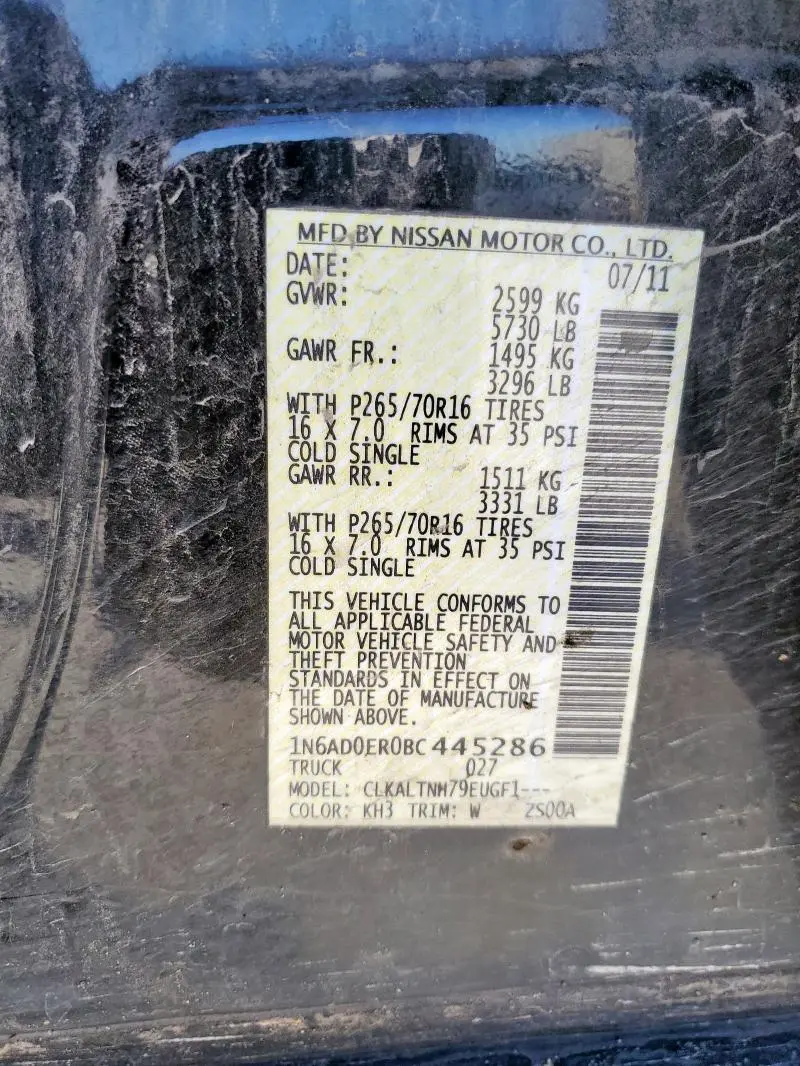 MFD BY NISSAN MOTOR CO., LTD.
DATE: 07/11
GVWR: 2599 KG
5730 LB
GAWR FR.: 1495 KG
3296 LB
WITH P265/70R16 TIRES
16 X 7.0 RIMS AT 35 PSI
COLD SINGLE
GAWR RR.: 1511 KG
3331 LB
WITH P265/70R16 TIRES
16 X 7.0 RIMS AT 35 PSI
COLD SINGLE
THIS VEHICLE CONFORMS TO
ALL APPLICABLE FEDERAL
MOTOR VEHICLE SAFETY AND
THEFT PREVENTION
STANDARDS IN EFFECT ON
THE DATE OF MANUFACTURE
SHOWN ABOVE.
1N6AD0ER0BC445286
TRUCK 027
MODEL: CLKALTNM79EUGF1---
COLOR: KH3 TRIM: W 2S00A